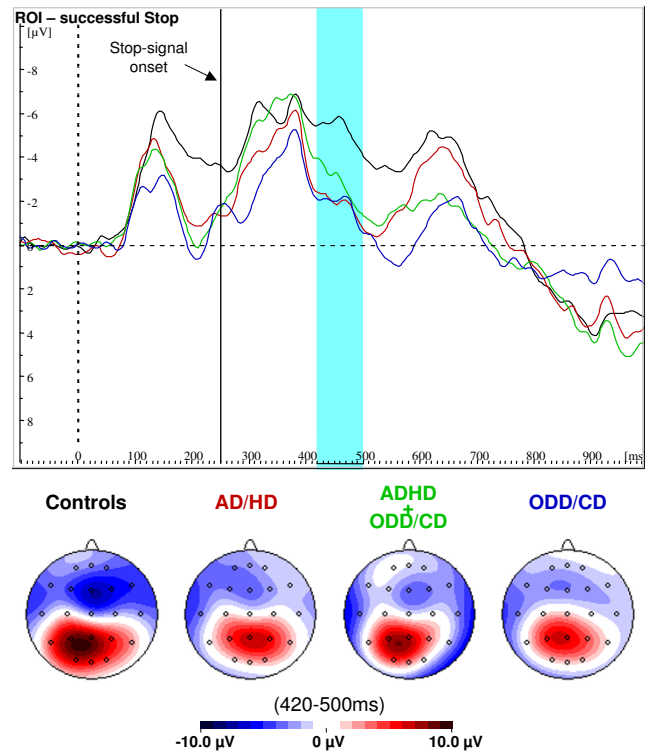 ROI – successful Stop
[µV]
Stop-signal
onset
-8
-6
-4
-2
2
4
6
8
0 100 200 300 400 500 600 700 800 900 [ms
Controls
AD/HD
ADHD
+
ODD/CD
ODD/CD
(420-500ms)
-10.0 µV 0 µV 10.0 µV